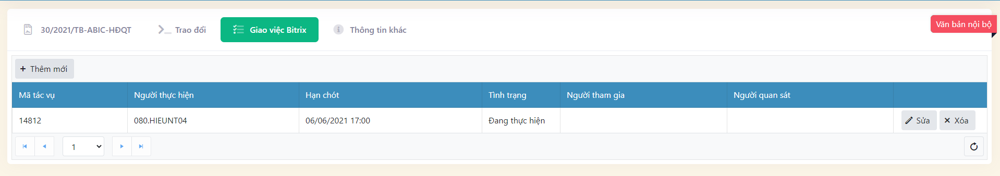 30/2021/TB-ABIC-HĐQT Trao đổi Giao việc Bitrix Thông tin khác
Văn bản nội bộ
Thêm mới
Mã tác vụ Người thực hiện Hạn chót Tình trạng Người tham gia Người quan sát
14812 080.HIEUNT04 06/06/2021 17:00 Đang thực hiện Sửa Xóa
1